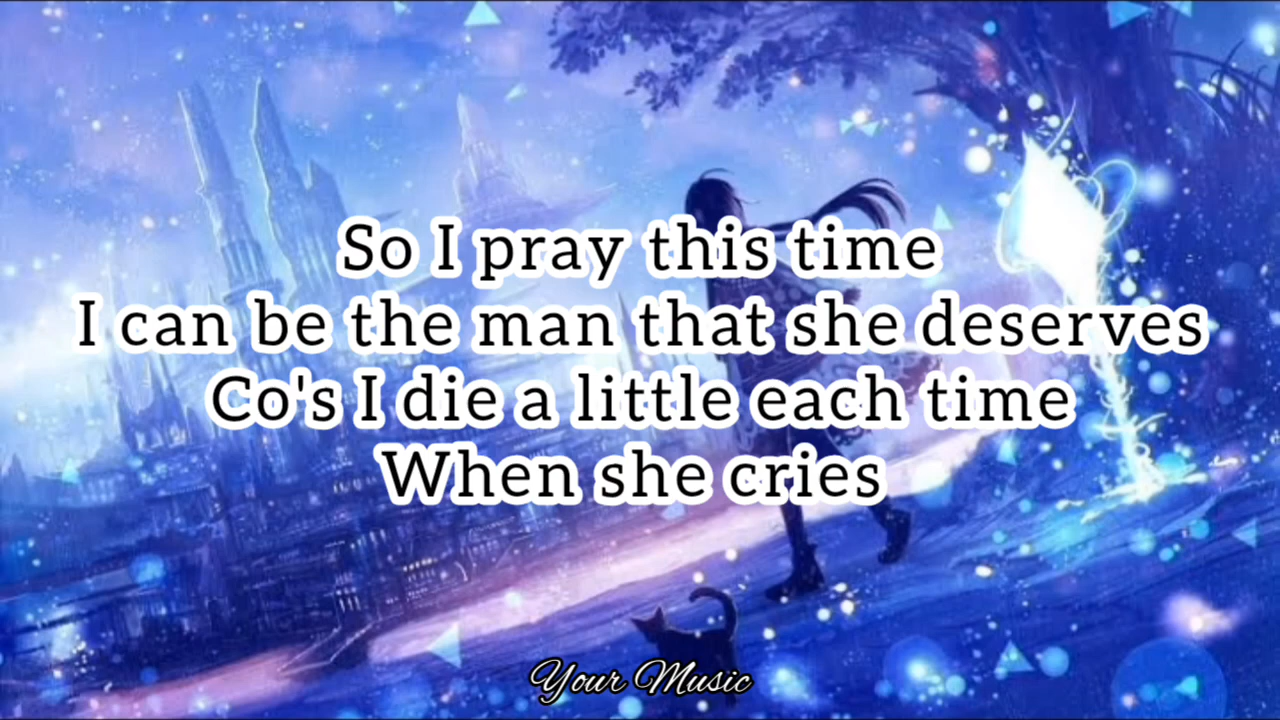 So I pray this time
I can be the man that she deserves
Co's I die a little each time
When she cries
Your Music